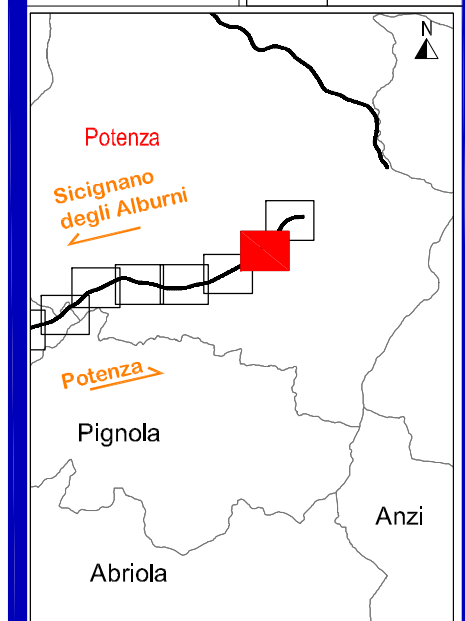 N
Potenza
Sicignano
degli Alburni
Potenza
Pignola
Anzi
Abriola